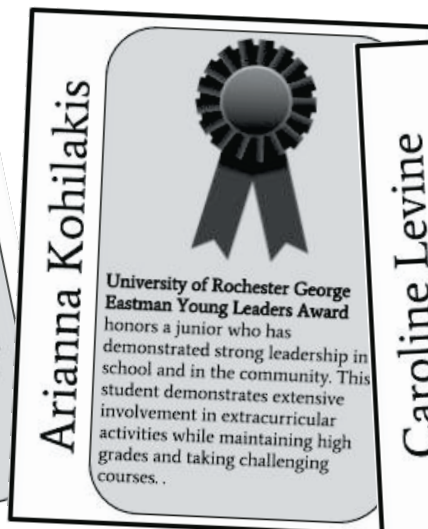 Arianna Kohilakis
University of Rochester George
Eastman Young Leaders Award
honors a junior who has
demonstrated strong leadership in
school and in the community. This
student demonstrates extensive
involvement in extracurricular
activities while maintaining high
grades and taking challenging
courses. .
Caroline Levine